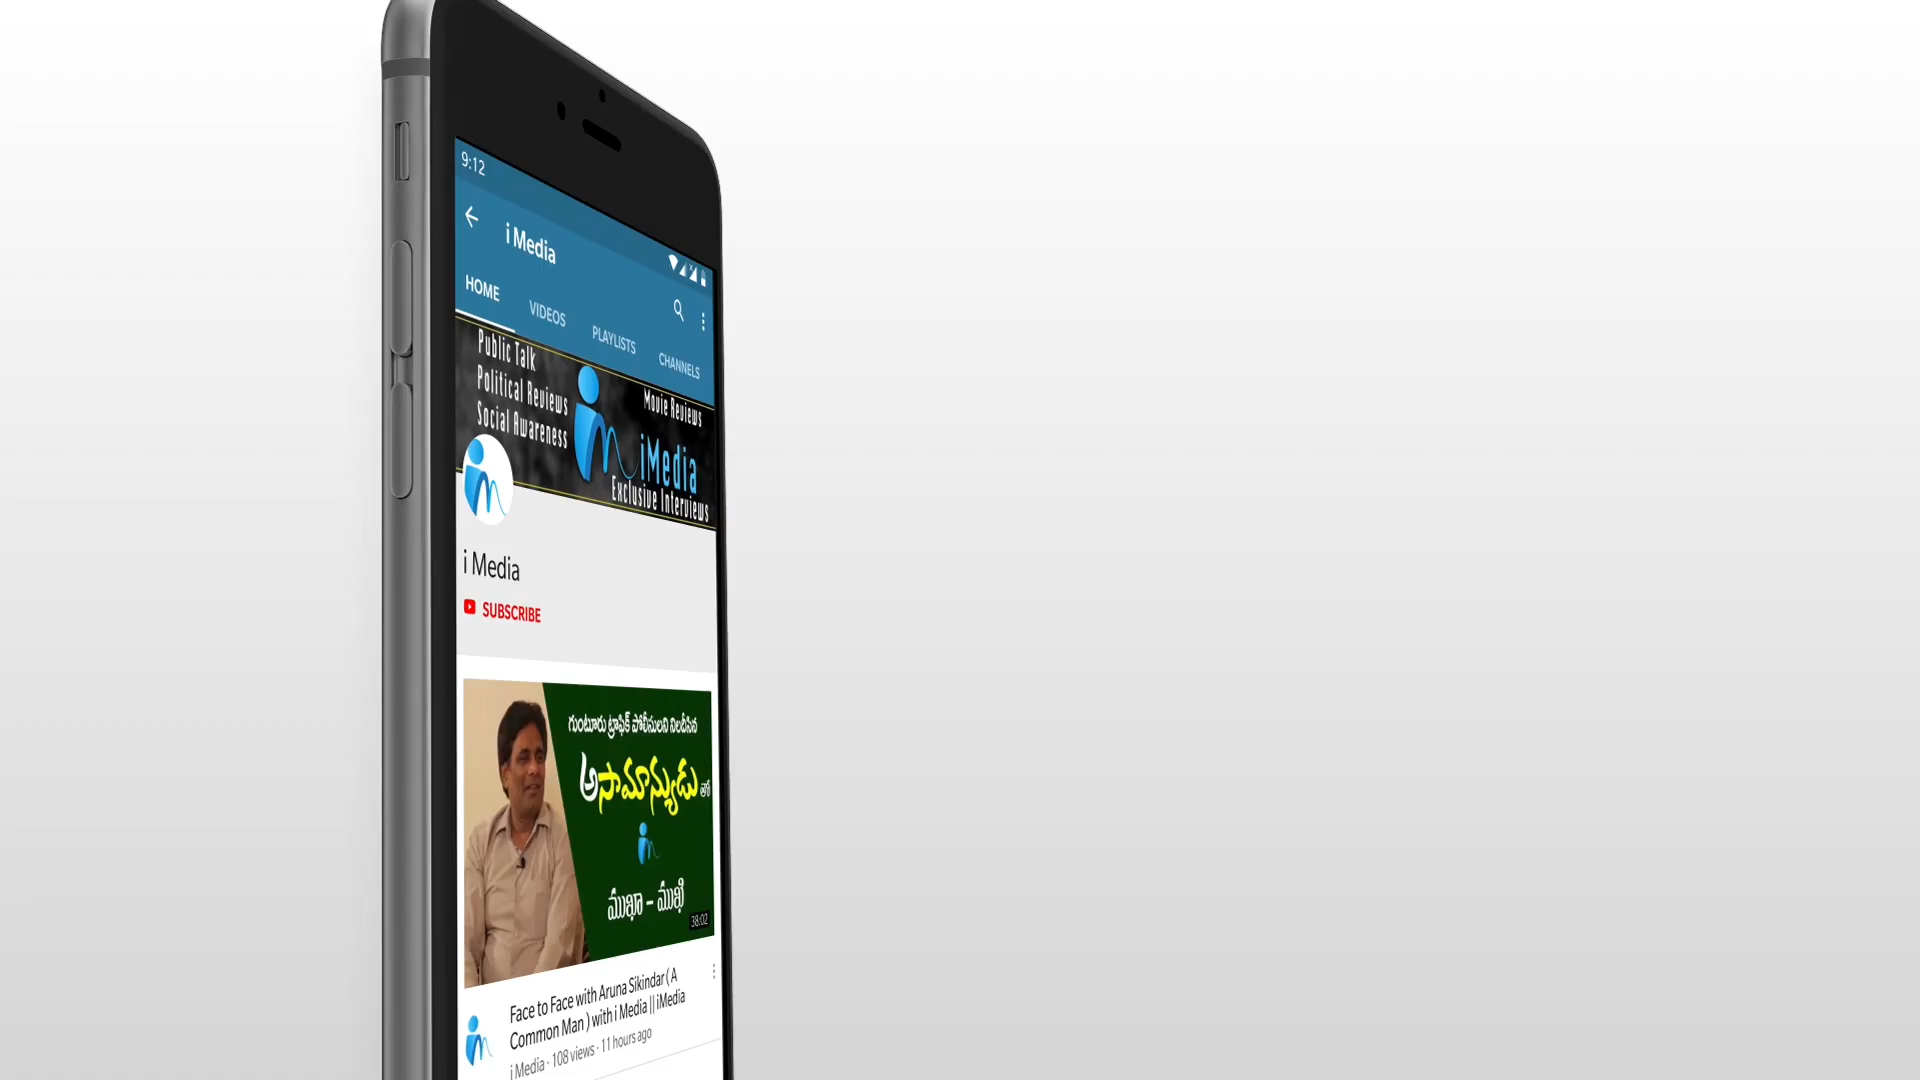 9:12
i Media
HOME
VIDEOS
PLAYLISTS
CHANNELS
Public Talk
Political Reviews
Social Awareness
Movie Reviews
iMedia
Exclusive Interviews
i Media
SUBSCRIBE
గుంటూరు ట్రాఫిక్ పోలీసులని నిలదీసిన
అసామాన్యుడు తో
ముఖా - ముఖి
38:02
Face to Face with Aruna Sikindar ( A
Common Man ) with i Media || iMedia
i Media · 108 views · 11 hours ago